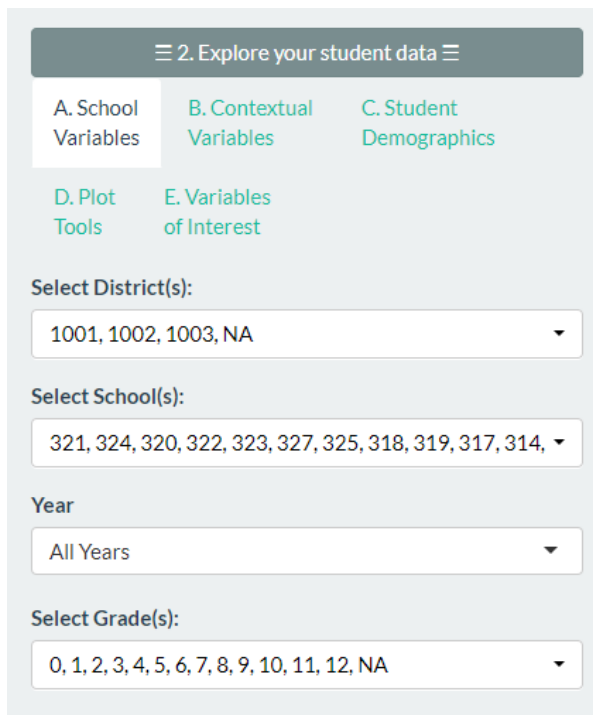 ☰ 2. Explore your student data ☰
A. School Variables
B. Contextual Variables
C. Student Demographics
D. Plot Tools
E. Variables of Interest
Select District(s):
1001, 1002, 1003, NA
Select School(s):
321, 324, 320, 322, 323, 327, 325, 318, 319, 317, 314,
Year
All Years
Select Grade(s):
0, 1, 2, 3, 4, 5, 6, 7, 8, 9, 10, 11, 12, NA